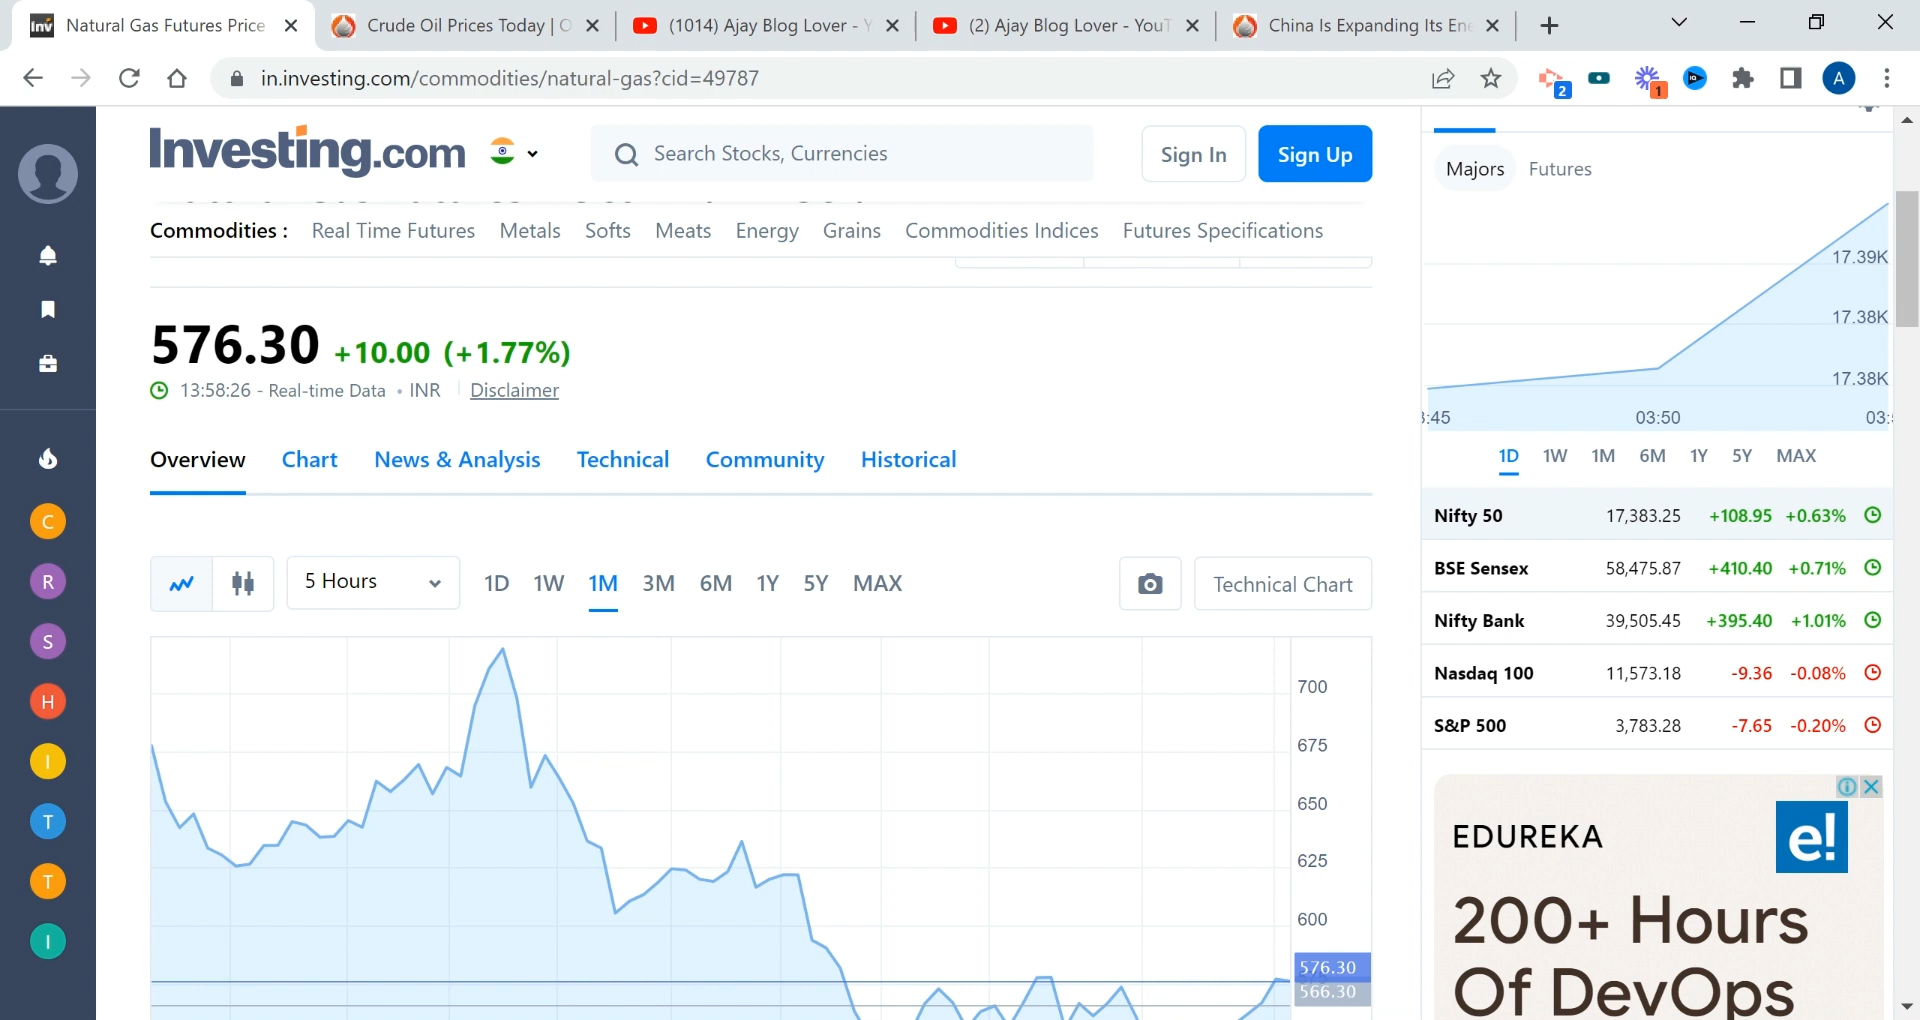 Inv Natural Gas Futures Price
Crude Oil Prices Today | O
(1014) Ajay Blog Lover - Y
(2) Ajay Blog Lover - YouT
China Is Expanding Its Ene
in.investing.com/commodities/natural-gas?cid=49787
2
1
A
Investing.com
Search Stocks, Currencies
Sign In
Sign Up
Commodities : Real Time Futures Metals Softs Meats Energy Grains Commodities Indices Futures Specifications
576.30 +10.00 (+1.77%)
13:58:26 - Real-time Data • INR Disclaimer
Overview Chart News & Analysis Technical Community Historical
5 Hours
1D 1W 1M 3M 6M 1Y 5Y MAX
Technical Chart
700
675
650
625
600
576.30
566.30
C
R
S
H
I
T
T
I
Majors Futures
17.39K
17.38K
17.38K
:45 03:50 03:
1D 1W 1M 6M 1Y 5Y MAX
Nifty 50 17,383.25 +108.95 +0.63%
BSE Sensex 58,475.87 +410.40 +0.71%
Nifty Bank 39,505.45 +395.40 +1.01%
Nasdaq 100 11,573.18 -9.36 -0.08%
S&P 500 3,783.28 -7.65 -0.20%
EDUREKA
e!
200+ Hours
Of DevOps